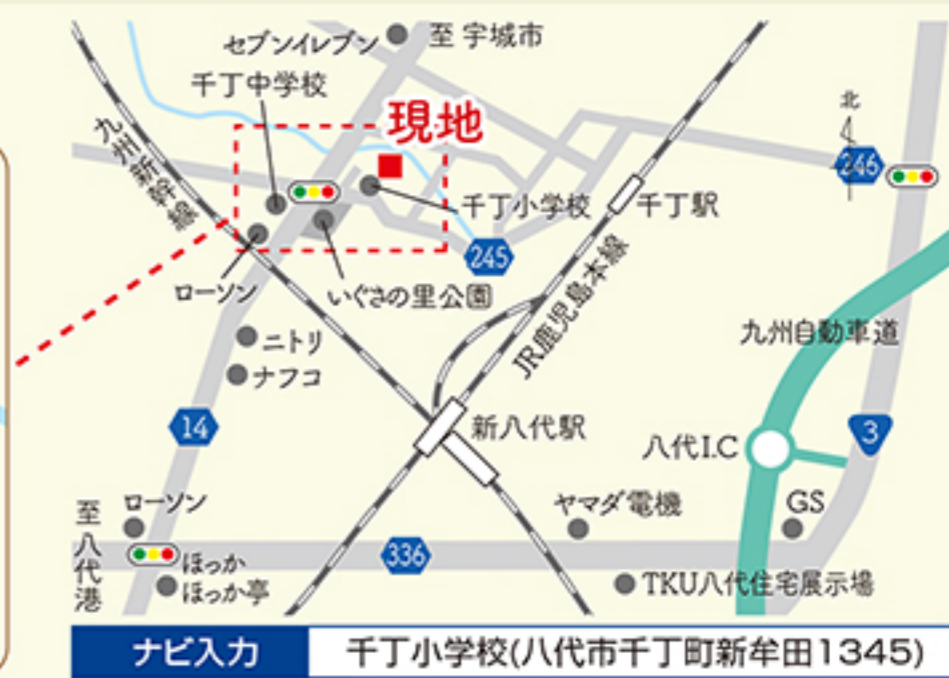 セブンイレブン
至 宇城市
千丁中学校
現地
北
九州新幹線
246
千丁小学校
千丁駅
245
ローソン
いぐさの里公園
JR鹿児島本線
ニトリ
九州自動車道
ナフコ
14
新八代駅
八代I.C
3
至八代港
ローソン
ヤマダ電機
GS
ほっか
ほっか亭
336
TKU八代住宅展示場
ナビ入力
千丁小学校(八代市千丁町新牟田1345)